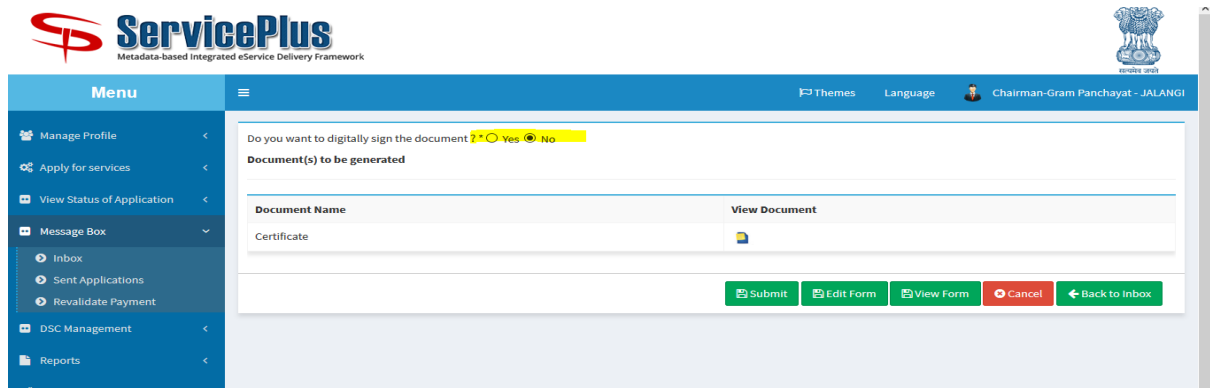 ServicePlus
Metadata-based Integrated eService Delivery Framework
सत्यमेव जयते
Menu
Themes Language Chairman-Gram Panchayat - JALANGI
Manage Profile
Apply for services
View Status of Application
Message Box
Inbox
Sent Applications
Revalidate Payment
DSC Management
Reports
Do you want to digitally sign the document ? * Yes No
Document(s) to be generated
Document Name View Document
Certificate
Submit Edit Form View Form Cancel Back to Inbox